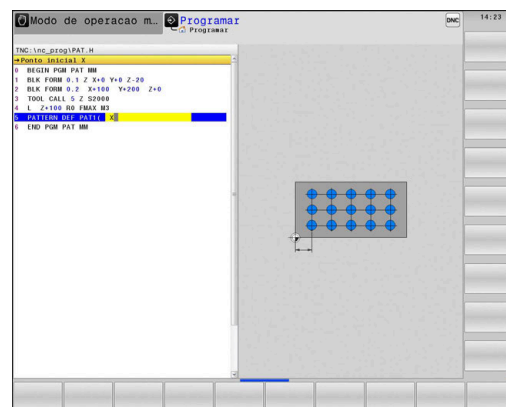 Modo de operacao m…
Programar
Programar
DNC
14:23
TNC:\nc_prog\PAT.H
→Ponto inicial X
0 BEGIN PGM PAT MM
1 BLK FORM 0.1 Z X+0 Y+0 Z-20
2 BLK FORM 0.2 X+100 Y+200 Z+0
3 TOOL CALL 5 Z S2000
4 L Z+100 R0 FMAX M3
5 PATTERN DEF PAT1( X
6 END PGM PAT MM